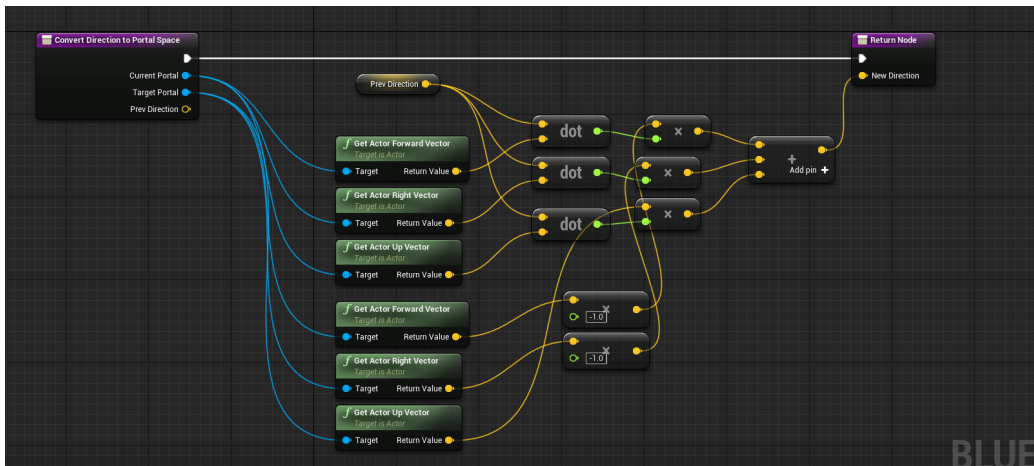 Convert Direction to Portal Space
Current Portal
Target Portal
Prev Direction
Prev Direction
Return Node
New Direction
f Get Actor Forward Vector
Target is Actor
Target Return Value
f Get Actor Right Vector
Target is Actor
Target Return Value
f Get Actor Up Vector
Target is Actor
Target Return Value
f Get Actor Forward Vector
Target is Actor
Target Return Value
f Get Actor Right Vector
Target is Actor
Target Return Value
f Get Actor Up Vector
Target is Actor
Target Return Value
dot
dot
dot
×
×
×
+
Add pin +
×
-1.0
×
-1.0
BLUE